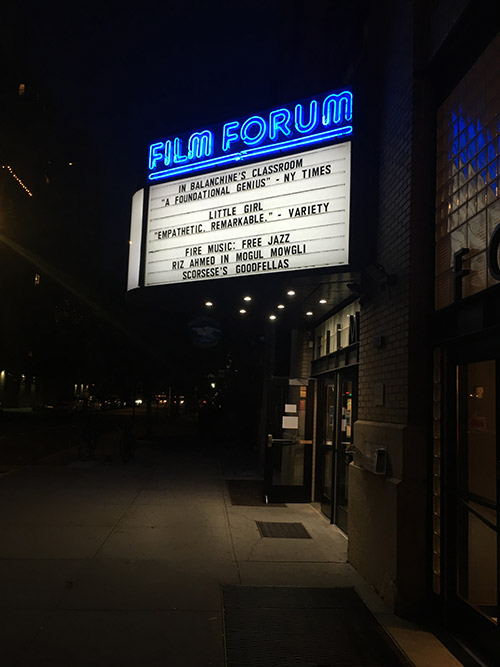 FILM FORUM
IN BALANCHINE'S CLASSROOM
"A FOUNDATIONAL GENIUS" - NY TIMES
LITTLE GIRL
"EMPATHETIC. REMARKABLE." - VARIETY
FIRE MUSIC: FREE JAZZ
RIZ AHMED IN MOGUL MOWGLI
SCORSESE'S GOODFELLAS